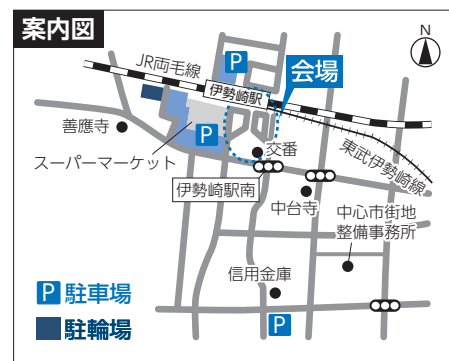 案内図
N
P
JR両毛線
伊勢崎駅
会場
善應寺
P
スーパーマーケット
交番
東武伊勢崎線
伊勢崎駅南
中台寺
中心市街地
整備事務所
信用金庫
P 駐車場
P
駐輪場